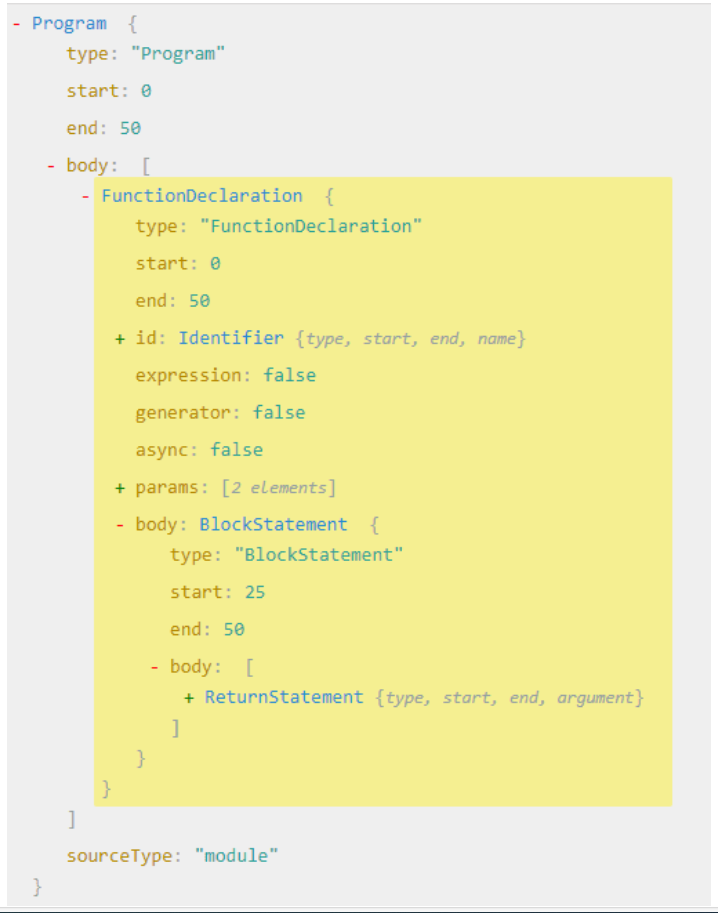 - Program {
type: "Program"
start: 0
end: 50
- body: [
- FunctionDeclaration {
type: "FunctionDeclaration"
start: 0
end: 50
+ id: Identifier {type, start, end, name}
expression: false
generator: false
async: false
+ params: [2 elements]
- body: BlockStatement {
type: "BlockStatement"
start: 25
end: 50
- body: [
+ ReturnStatement {type, start, end, argument}
]
}
}
]
sourceType: "module"
}